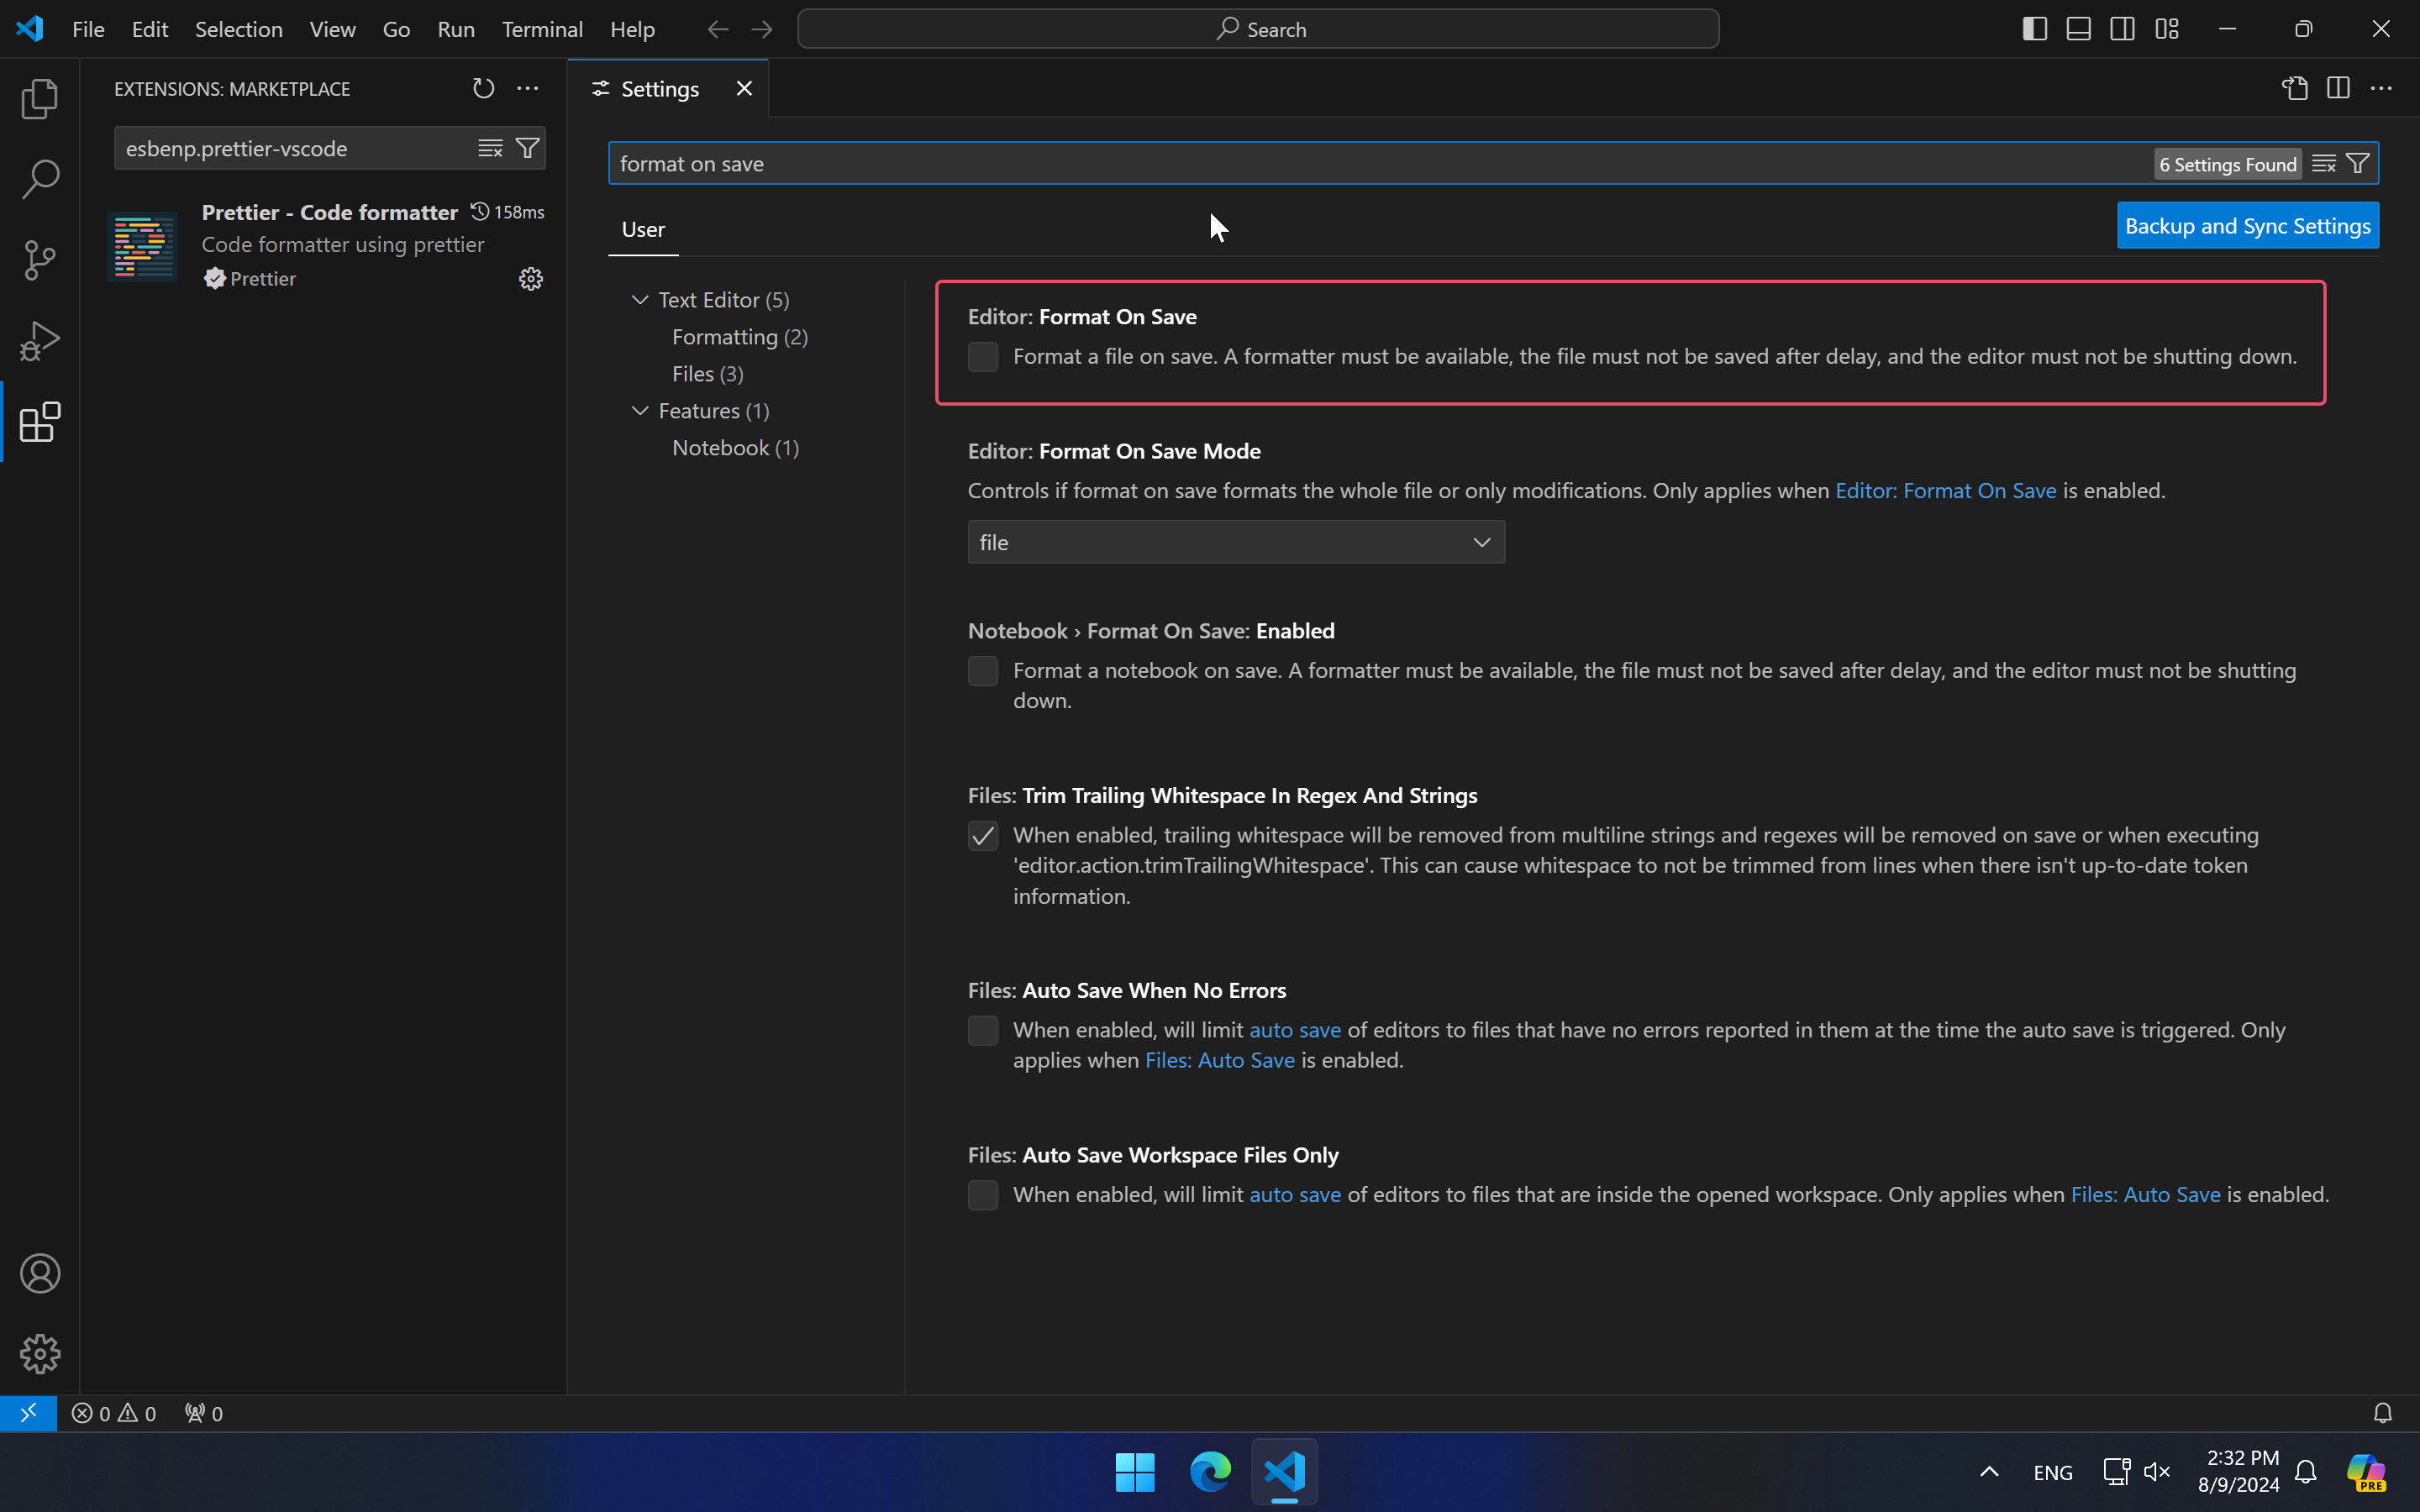 File Edit Selection View Go Run Terminal Help
Search
EXTENSIONS: MARKETPLACE
esbenp.prettier-vscode
Prettier - Code formatter 158ms
Code formatter using prettier
Prettier
Settings
format on save
6 Settings Found
User
Backup and Sync Settings
Text Editor (5)
Formatting (2)
Files (3)
Features (1)
Notebook (1)
Editor: Format On Save
Format a file on save. A formatter must be available, the file must not be saved after delay, and the editor must not be shutting down.
Editor: Format On Save Mode
Controls if format on save formats the whole file or only modifications. Only applies when Editor: Format On Save is enabled.
file
Notebook › Format On Save: Enabled
Format a notebook on save. A formatter must be available, the file must not be saved after delay, and the editor must not be shutting
down.
Files: Trim Trailing Whitespace In Regex And Strings
When enabled, trailing whitespace will be removed from multiline strings and regexes will be removed on save or when executing
'editor.action.trimTrailingWhitespace'. This can cause whitespace to not be trimmed from lines when there isn't up-to-date token
information.
Files: Auto Save When No Errors
When enabled, will limit auto save of editors to files that have no errors reported in them at the time the auto save is triggered. Only
applies when Files: Auto Save is enabled.
Files: Auto Save Workspace Files Only
When enabled, will limit auto save of editors to files that are inside the opened workspace. Only applies when Files: Auto Save is enabled.
0 0 0
ENG
2:32 PM
8/9/2024
PRE